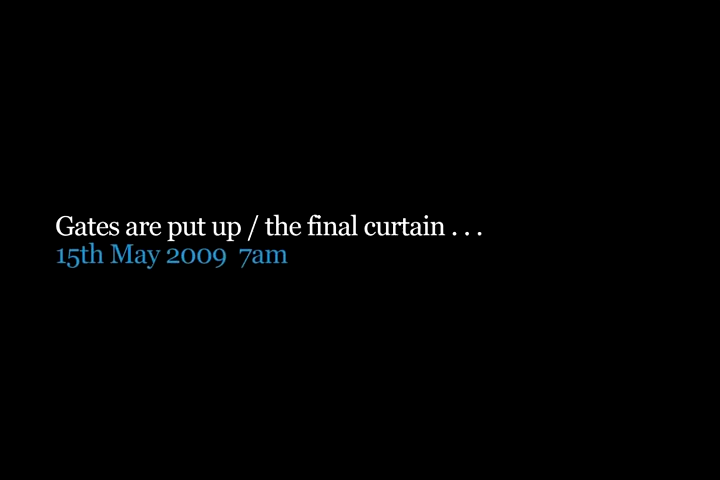 Gates are put up / the final curtain . . .
15th May 2009  7am